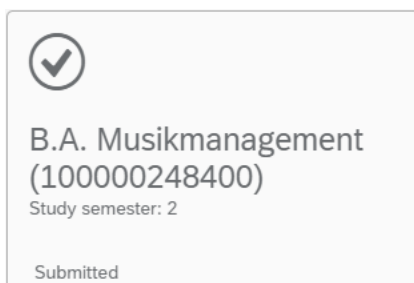 B.A. Musikmanagement
(100000248400)
Study semester: 2
Submitted